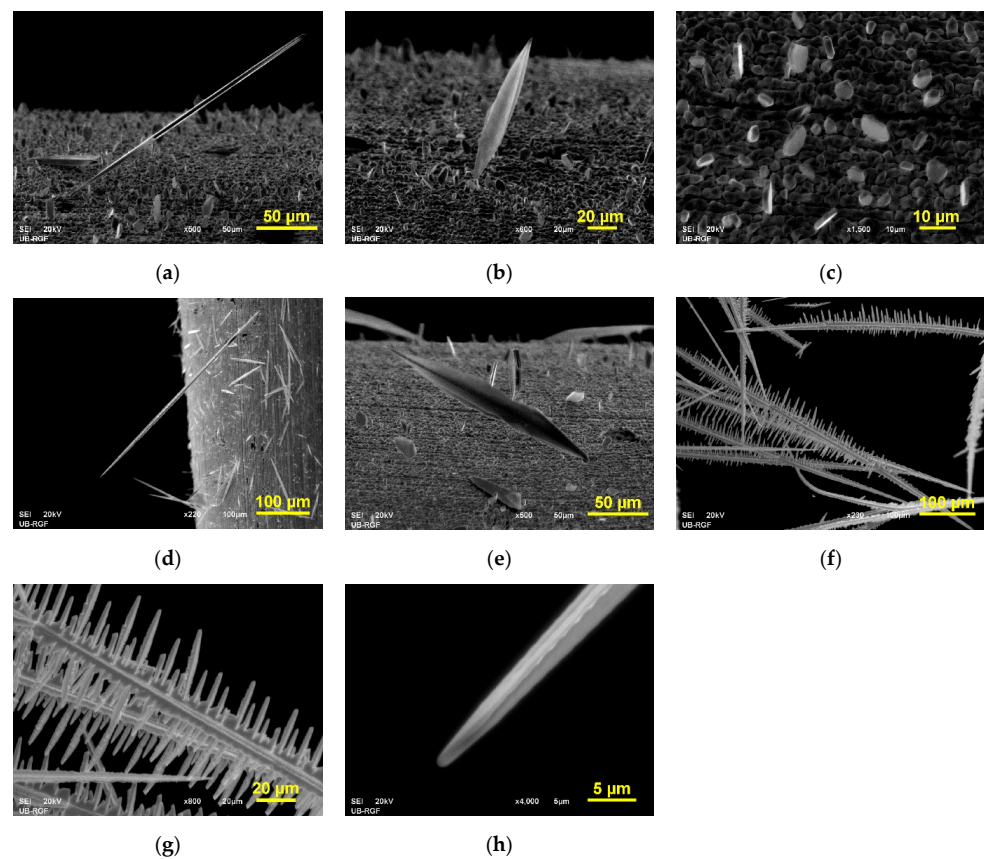 50 µm
SEI 20kV x500 50µm
UB-RGF
(a)
20 µm
SEI 20kV x600 20µm
UB-RGF
(b)
10 µm
SEI 20kV x1,500 10µm
UB-RGF
(c)
100 µm
SEI 20kV x220 100µm
UB-RGF
(d)
50 µm
SEI 20kV x500 50µm
UB-RGF
(e)
100 µm
SEI 20kV x230 100µm
UB-RGF
(f)
20 µm
SEI 20kV x800 20µm
UB-RGF
(g)
5 µm
SEI 20kV x4,000 5µm
UB-RGF
(h)